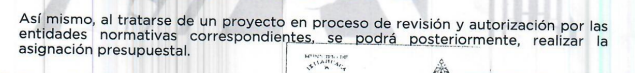 Así mismo, al tratarse de un proyecto en proceso de revisión y autorización por las
entidades normativas correspondientes, se podrá posteriormente, realizar la
asignación presupuestal.